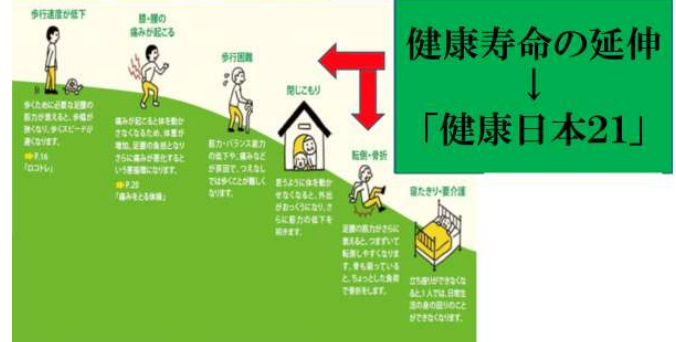 歩行速度が低下
歩くために必要な足腰の
筋力が衰えると、歩幅が
狭くなり、歩くスピードが
遅くなります。
P.16
「ロコトレ」
膝・腰の
痛みが起こる
痛みが起こると体を動か
さなくなるため、体重が
増加。足腰の負担となり
さらに痛みが悪化すると
いう悪循環になります。
P.20
「痛みをとる体操」
歩行困難
筋力・バランス能力
の低下や、痛みなど
が原因で、つえなし
では歩くことが難しく
なります。
閉じこもり
思うように体を動か
せなくなると、外出
がおっくうになり、さ
らに筋力の低下を
招きます。
転倒・骨折
足腰の筋力がさらに
衰えると、つまずいて
転倒しやすくなりま
す。骨も弱っている
と、ちょっとした負荷
で骨折をします。
寝たきり・要介護
立ち座りができなくな
ると、1人では、日常生
活の身の回りのこと
ができなくなります。
健康寿命の延伸
↓
「健康日本21」